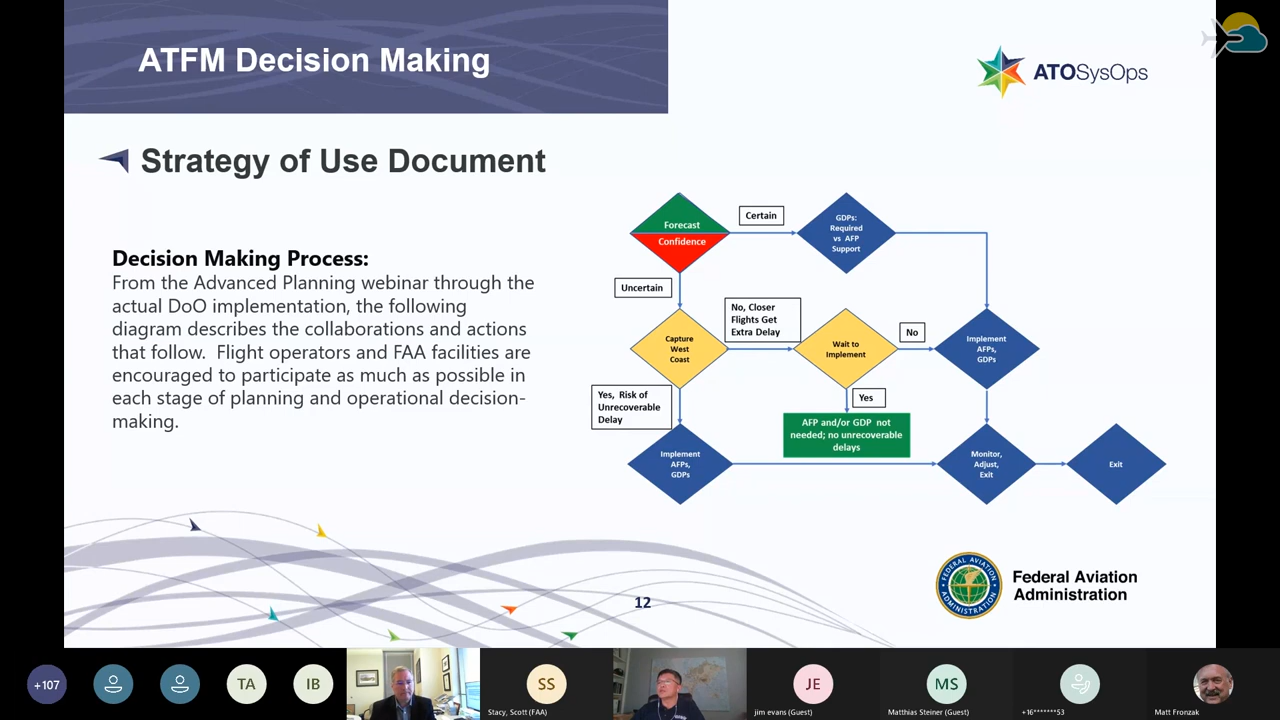 ATFM Decision Making
ATOSysOps
Strategy of Use Document
Decision Making Process:
From the Advanced Planning webinar through the
actual DoO implementation, the following
diagram describes the collaborations and actions
that follow.  Flight operators and FAA facilities are
encouraged to participate as much as possible in
each stage of planning and operational decision-
making.
Forecast
Confidence
Certain
GDPs:
Required
vs AFP
Support
Uncertain
Capture
West
Coast
No, Closer
Flights Get
Extra Delay
Wait to
Implement
No
Implement
AFPs,
GDPs
Yes, Risk of
Unrecoverable
Delay
Yes
AFP and/or GDP not
needed; no unrecoverable
delays
Implement
AFPs,
GDPs
Monitor,
Adjust,
Exit
Exit
12
FEDERAL AVIATION
ADMINISTRATION
Federal Aviation
Administration
+107
TA
IB
SS
Stacy, Scott (FAA)
JE
jim evans (Guest)
MS
Matthias Steiner (Guest)
+16*******53
Matt Fronzak